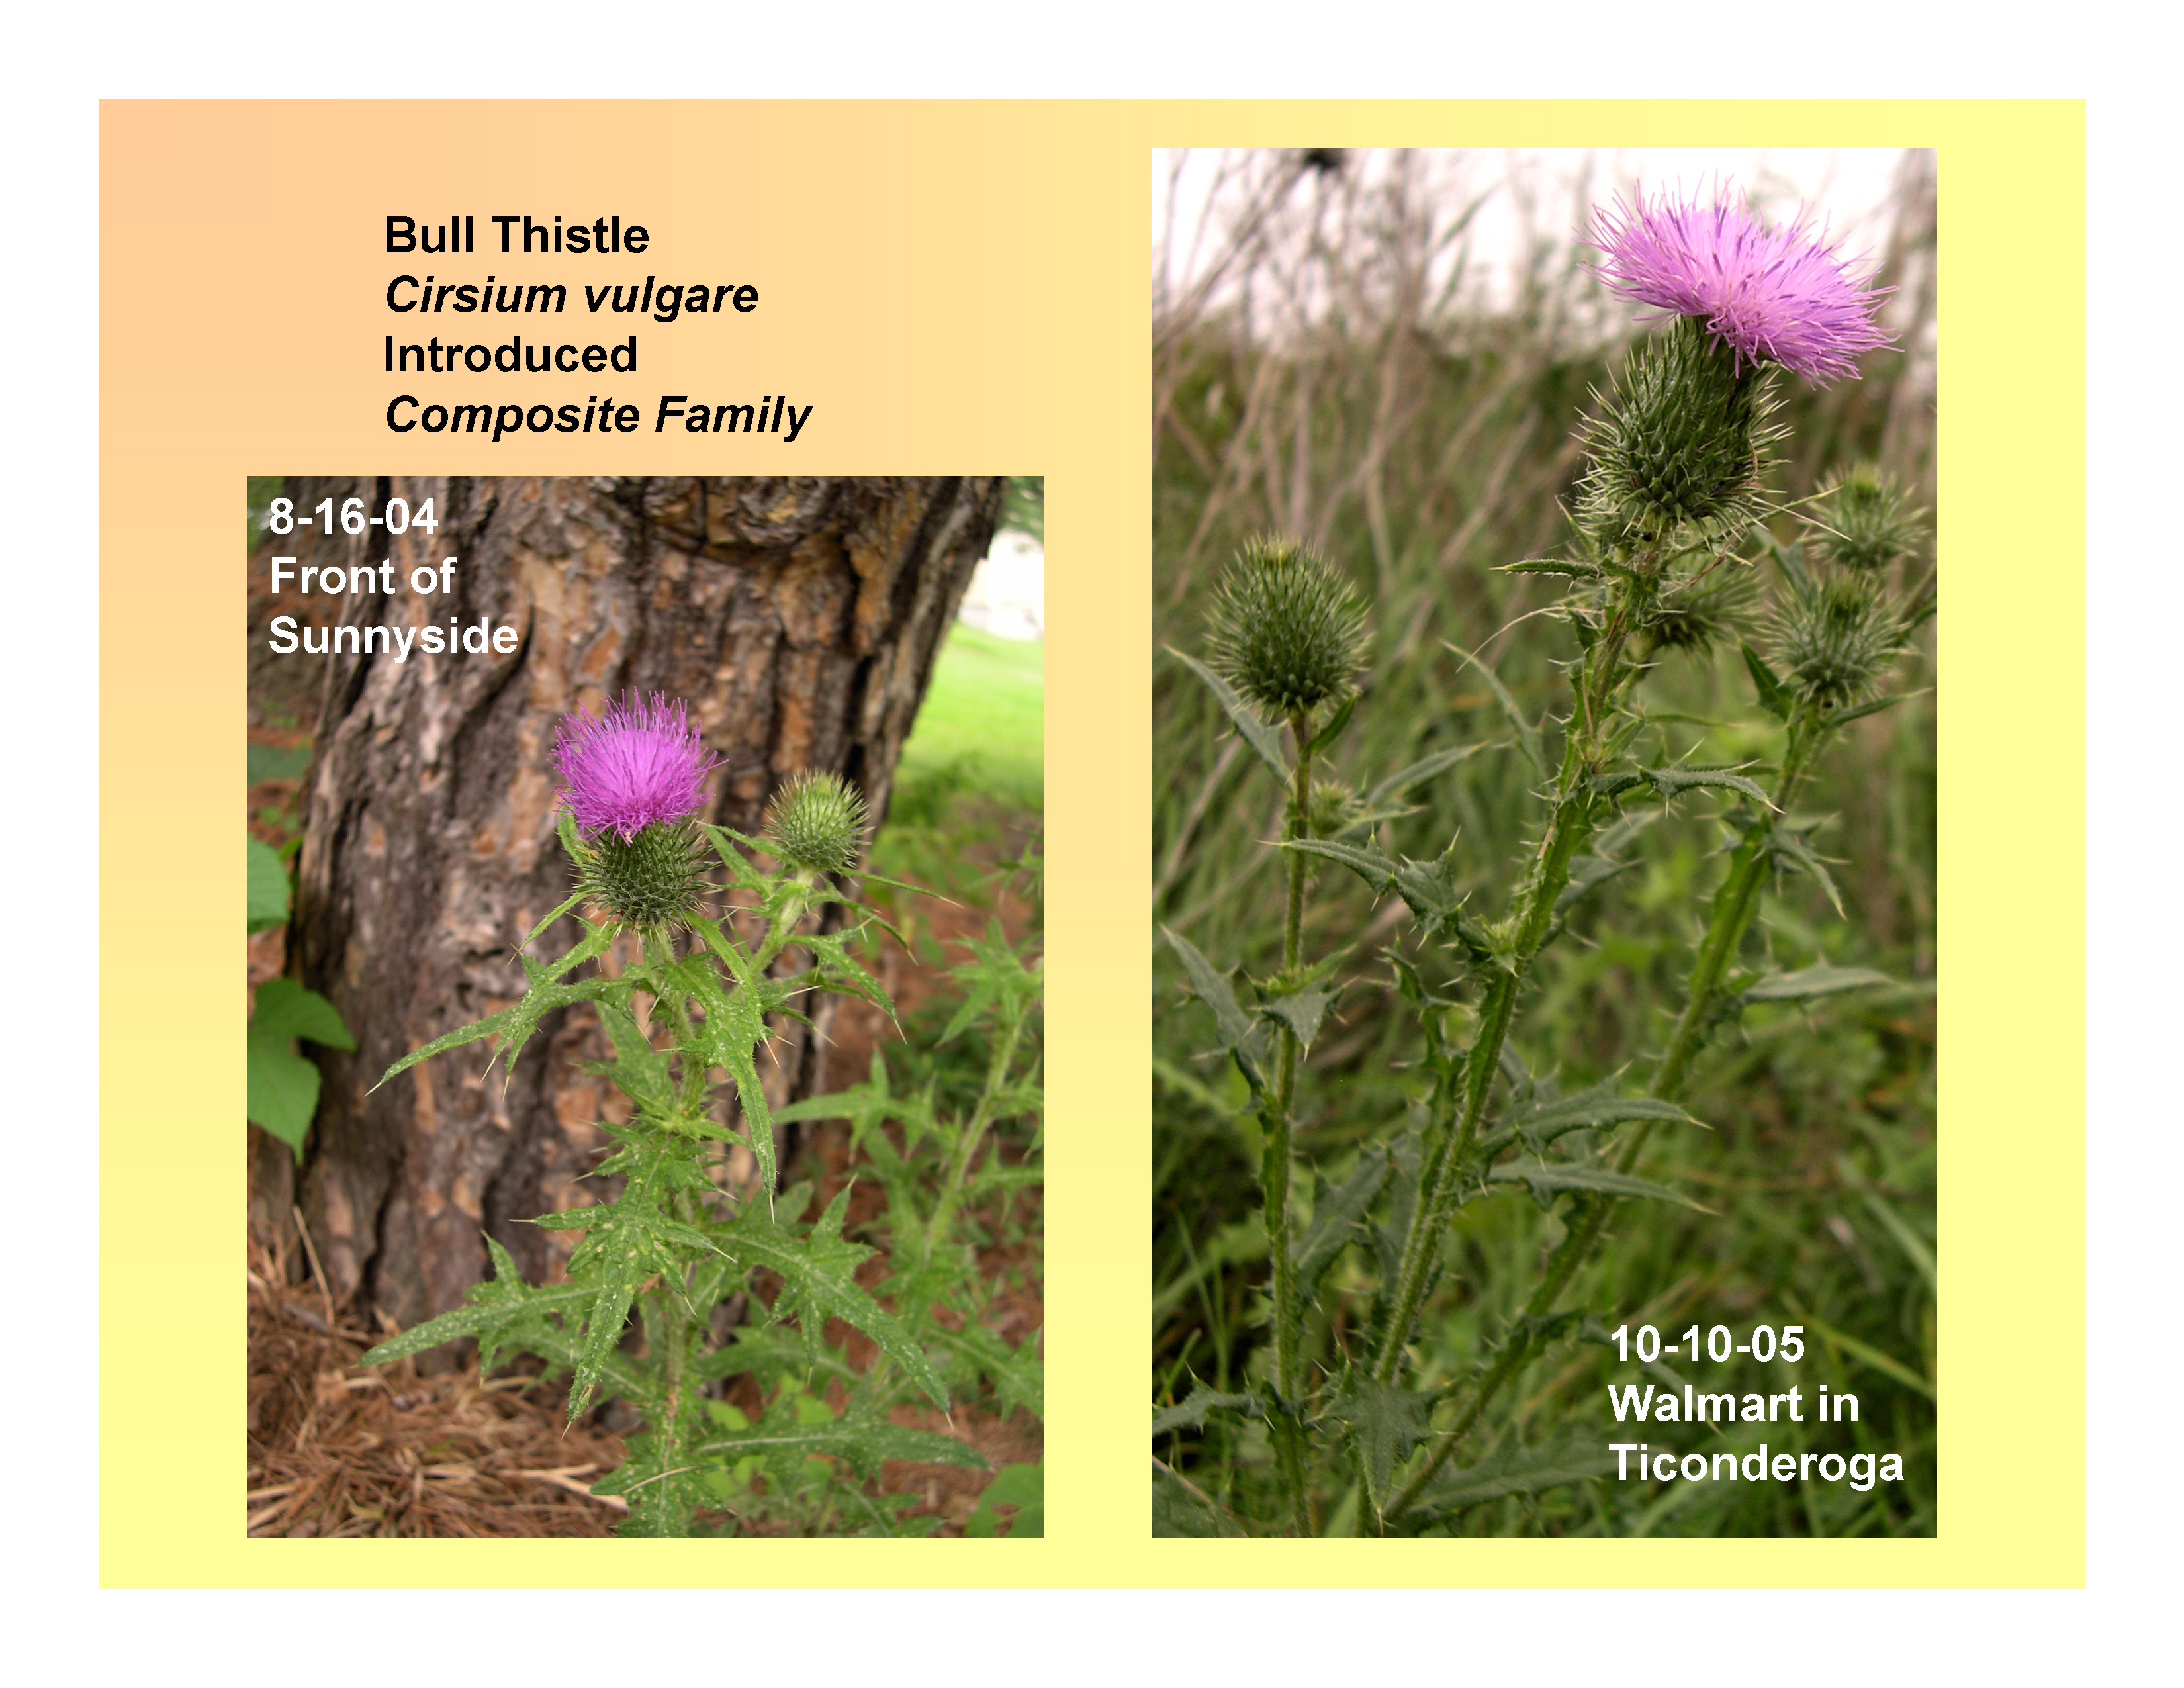 Bull Thistle
Cirsium vulgare
Introduced
Composite Family
8-16-04
Front of
Sunnyside
10-10-05
Walmart in
Ticonderoga